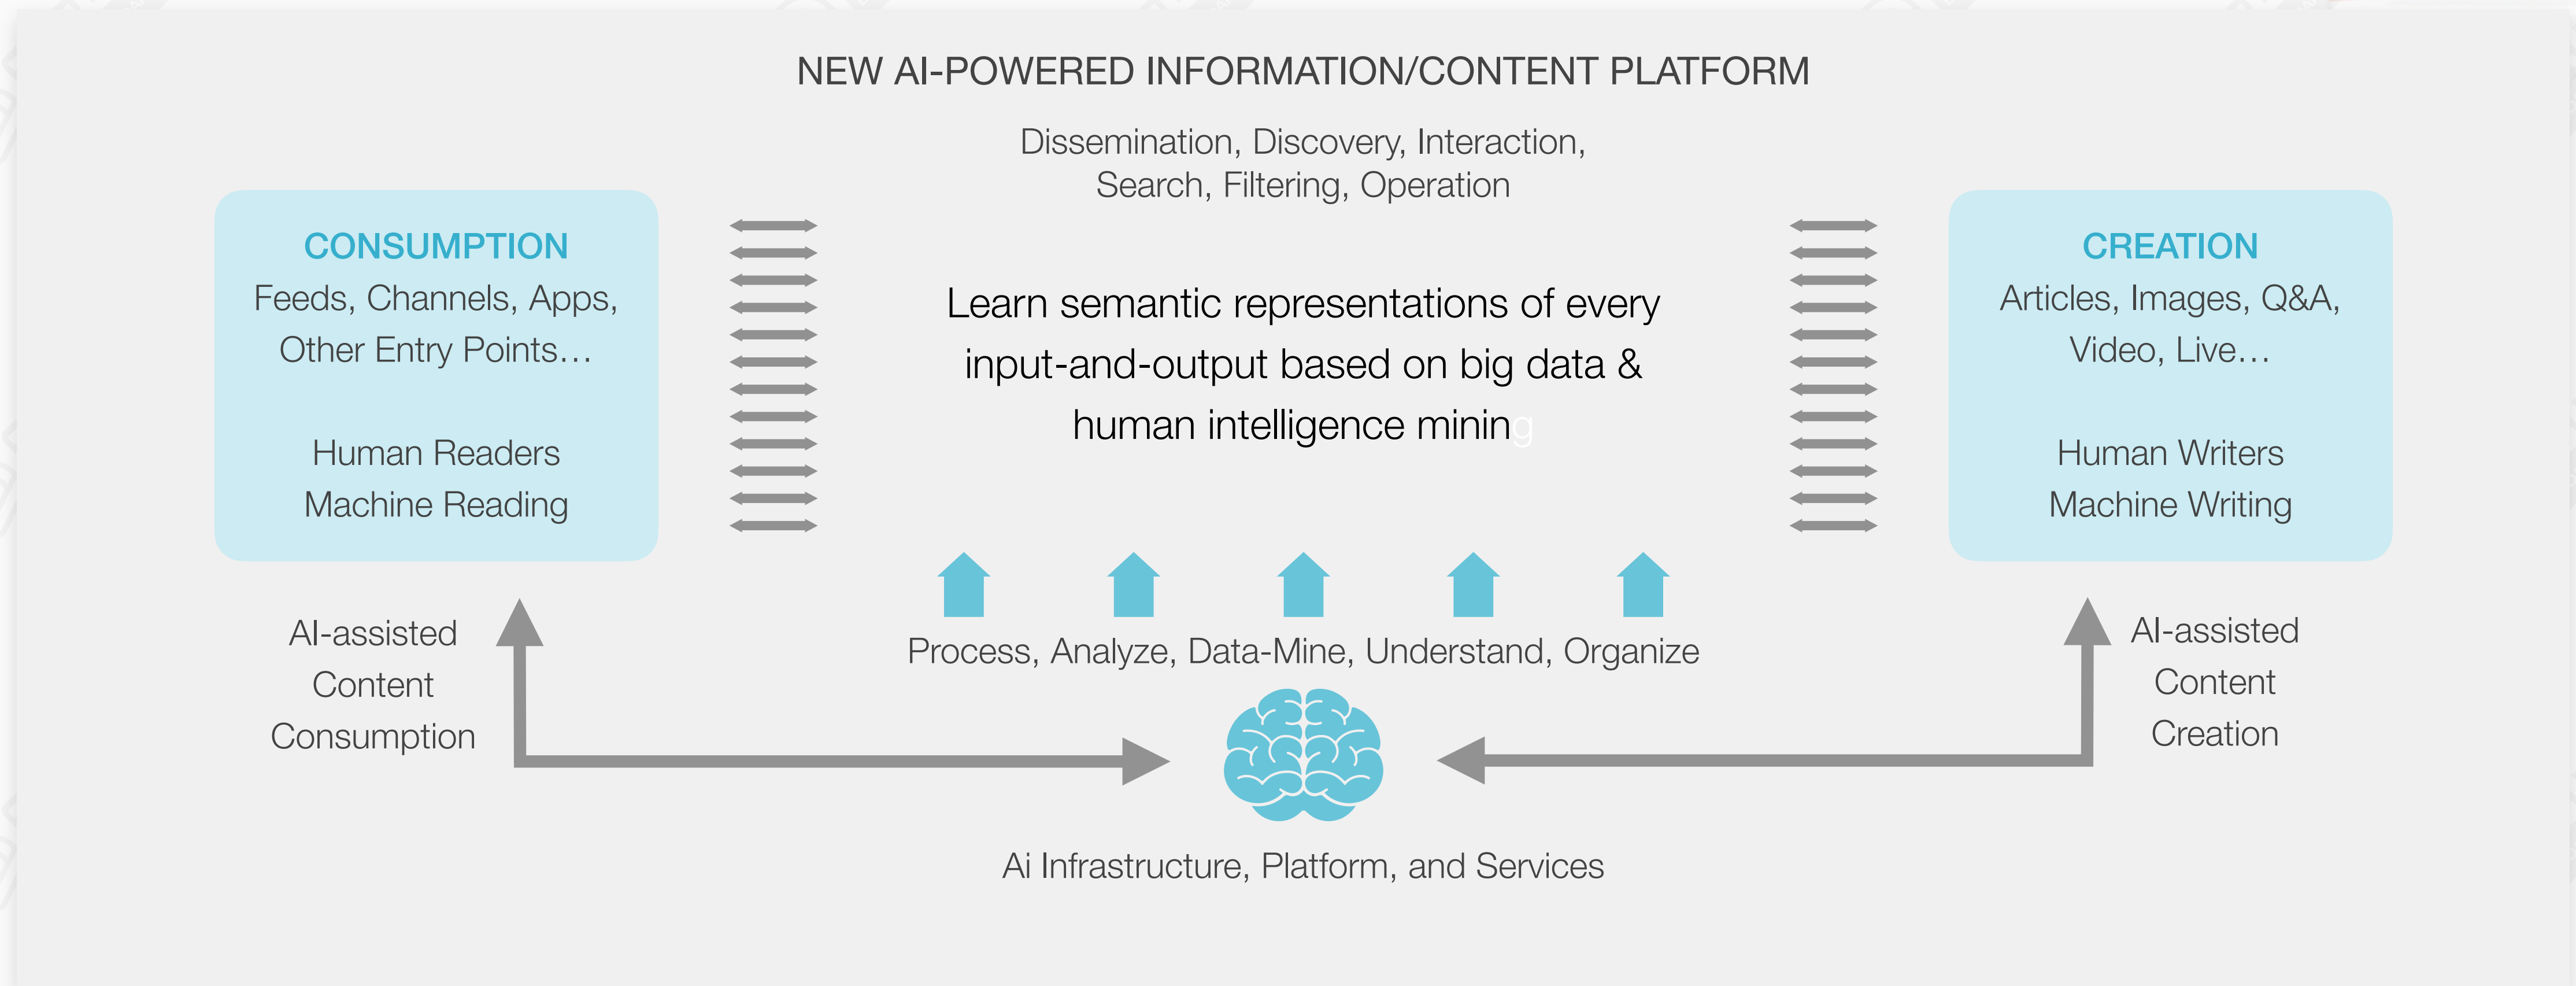 NEW AI-POWERED INFORMATION/CONTENT PLATFORM
Dissemination, Discovery, Interaction,
Search, Filtering, Operation
CONSUMPTION
Feeds, Channels, Apps,
Other Entry Points…
Human Readers
Machine Reading
Learn semantic representations of every
input-and-output based on big data &
human intelligence mining
CREATION
Articles, Images, Q&A,
Video, Live…
Human Writers
Machine Writing
Process, Analyze, Data-Mine, Understand, Organize
AI-assisted
Content
Consumption
AI-assisted
Content
Creation
Ai Infrastructure, Platform, and Services